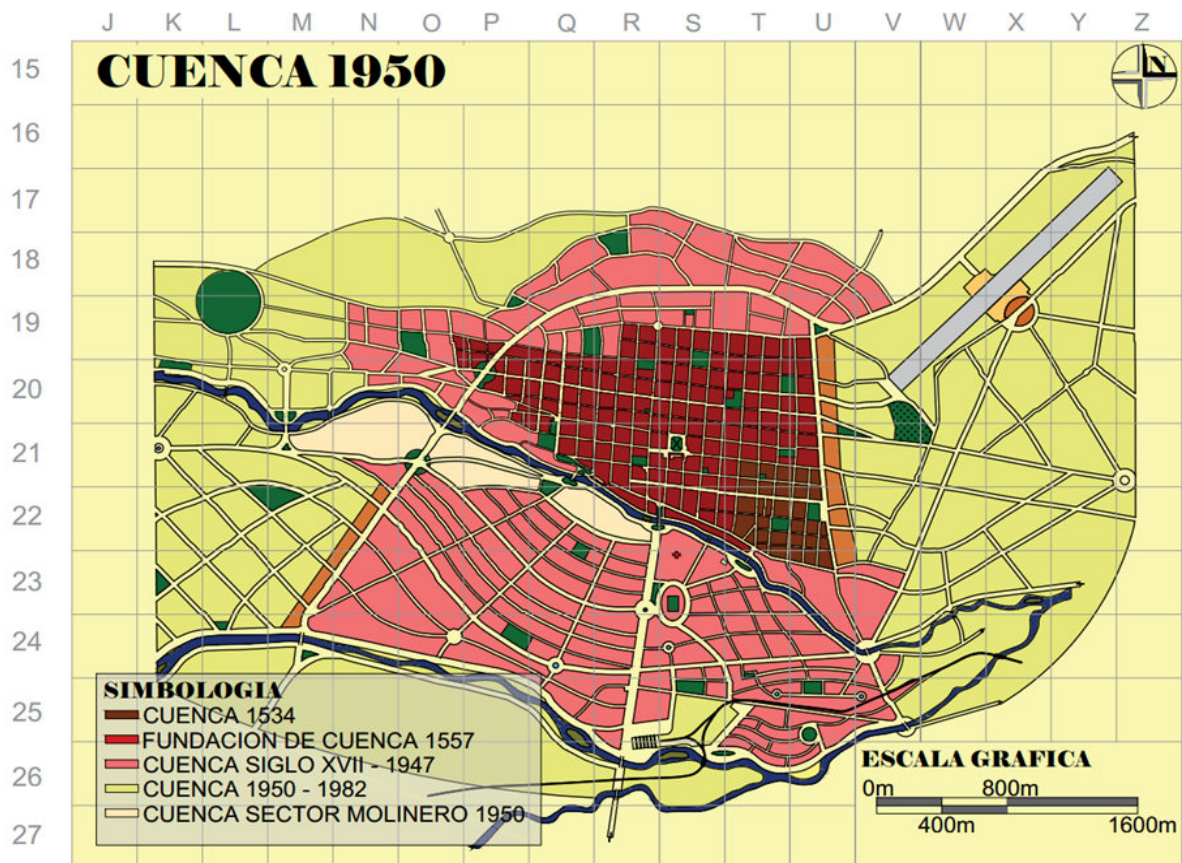 J K L M N O P Q R S T U V W X Y Z
15
CUENCA 1950
N
16
17
18
19
20
21
22
23
24
SIMBOLOGIA
CUENCA 1534
25
FUNDACION DE CUENCA 1557
CUENCA SIGLO XVII - 1947
ESCALA GRAFICA
26
CUENCA 1950 - 1982
0m 800m
CUENCA SECTOR MOLINERO 1950
400m 1600m
27